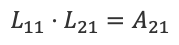 L₁₁ · L₂₁ = A₂₁